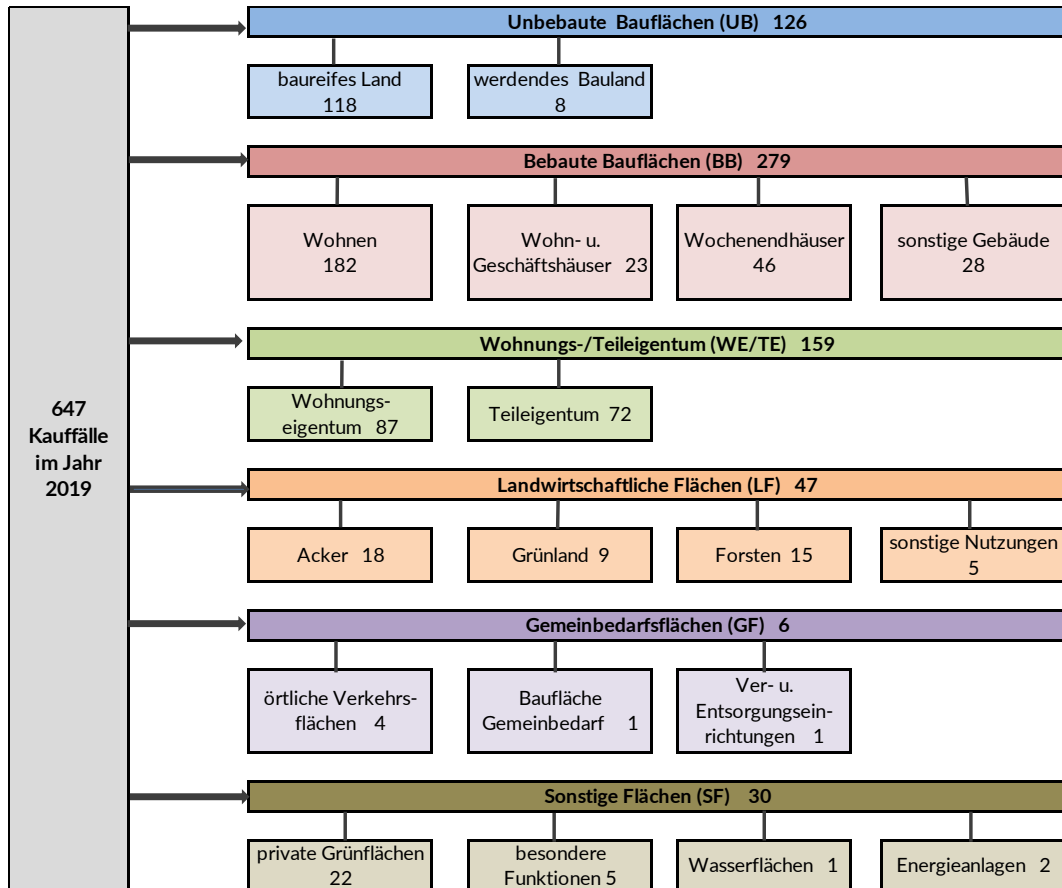 647
Kauffälle
im Jahr
2019
Unbebaute Bauflächen (UB) 126
baureifes Land
118
werdendes Bauland
8
Bebaute Bauflächen (BB) 279
Wohnen
182
Wohn- u.
Geschäftshäuser 23
Wochenendhäuser
46
sonstige Gebäude
28
Wohnungs-/Teileigentum (WE/TE) 159
Wohnungs-
eigentum 87
Teileigentum 72
Landwirtschaftliche Flächen (LF) 47
Acker 18
Grünland 9
Forsten 15
sonstige Nutzungen
5
Gemeinbedarfsflächen (GF) 6
örtliche Verkehrs-
flächen 4
Baufläche
Gemeinbedarf 1
Ver- u.
Entsorgungsein-
richtungen 1
Sonstige Flächen (SF) 30
private Grünflächen
22
besondere
Funktionen 5
Wasserflächen 1
Energieanlagen 2